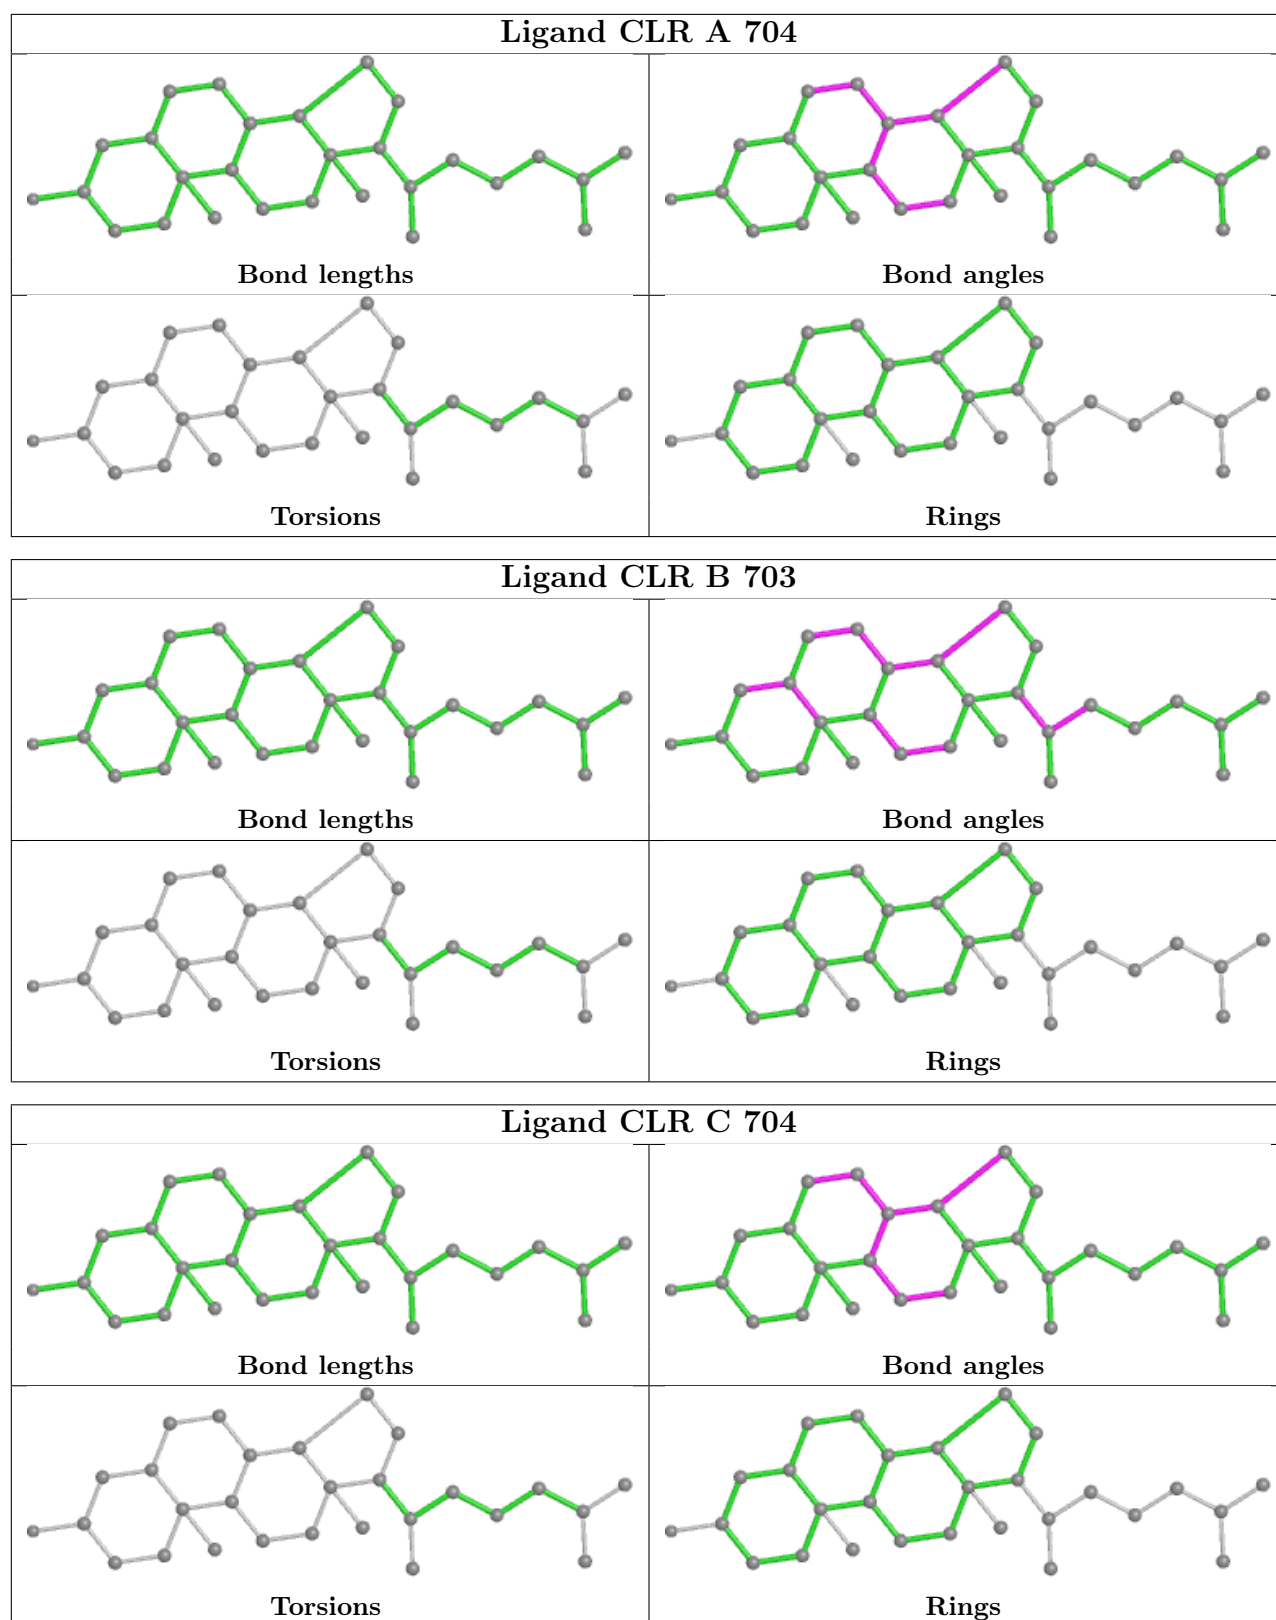 Ligand CLR A 704
Bond lengths
Bond angles
Torsions
Rings
Ligand CLR B 703
Bond lengths
Bond angles
Torsions
Rings
Ligand CLR C 704
Bond lengths
Bond angles
Torsions
Rings